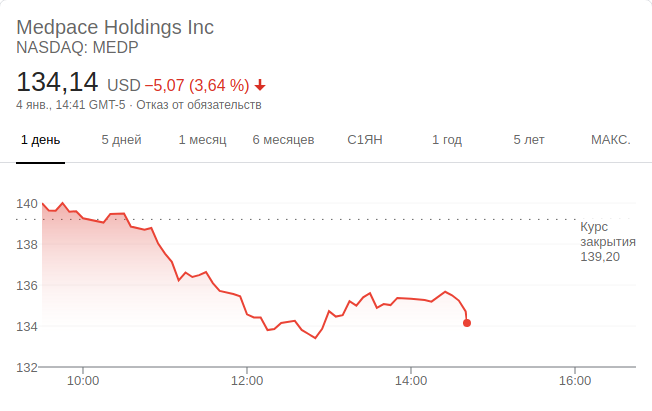 Medpace Holdings Inc
NASDAQ: MEDP
134,14 USD −5,07 (3,64 %)
4 янв., 14:41 GMT-5 · Отказ от обязательств
1 день 5 дней 1 месяц 6 месяцев С1ЯН 1 год 5 лет МАКС.
140
Курс
закрытия
139,20
138
136
134
132
10:00 12:00 14:00 16:00